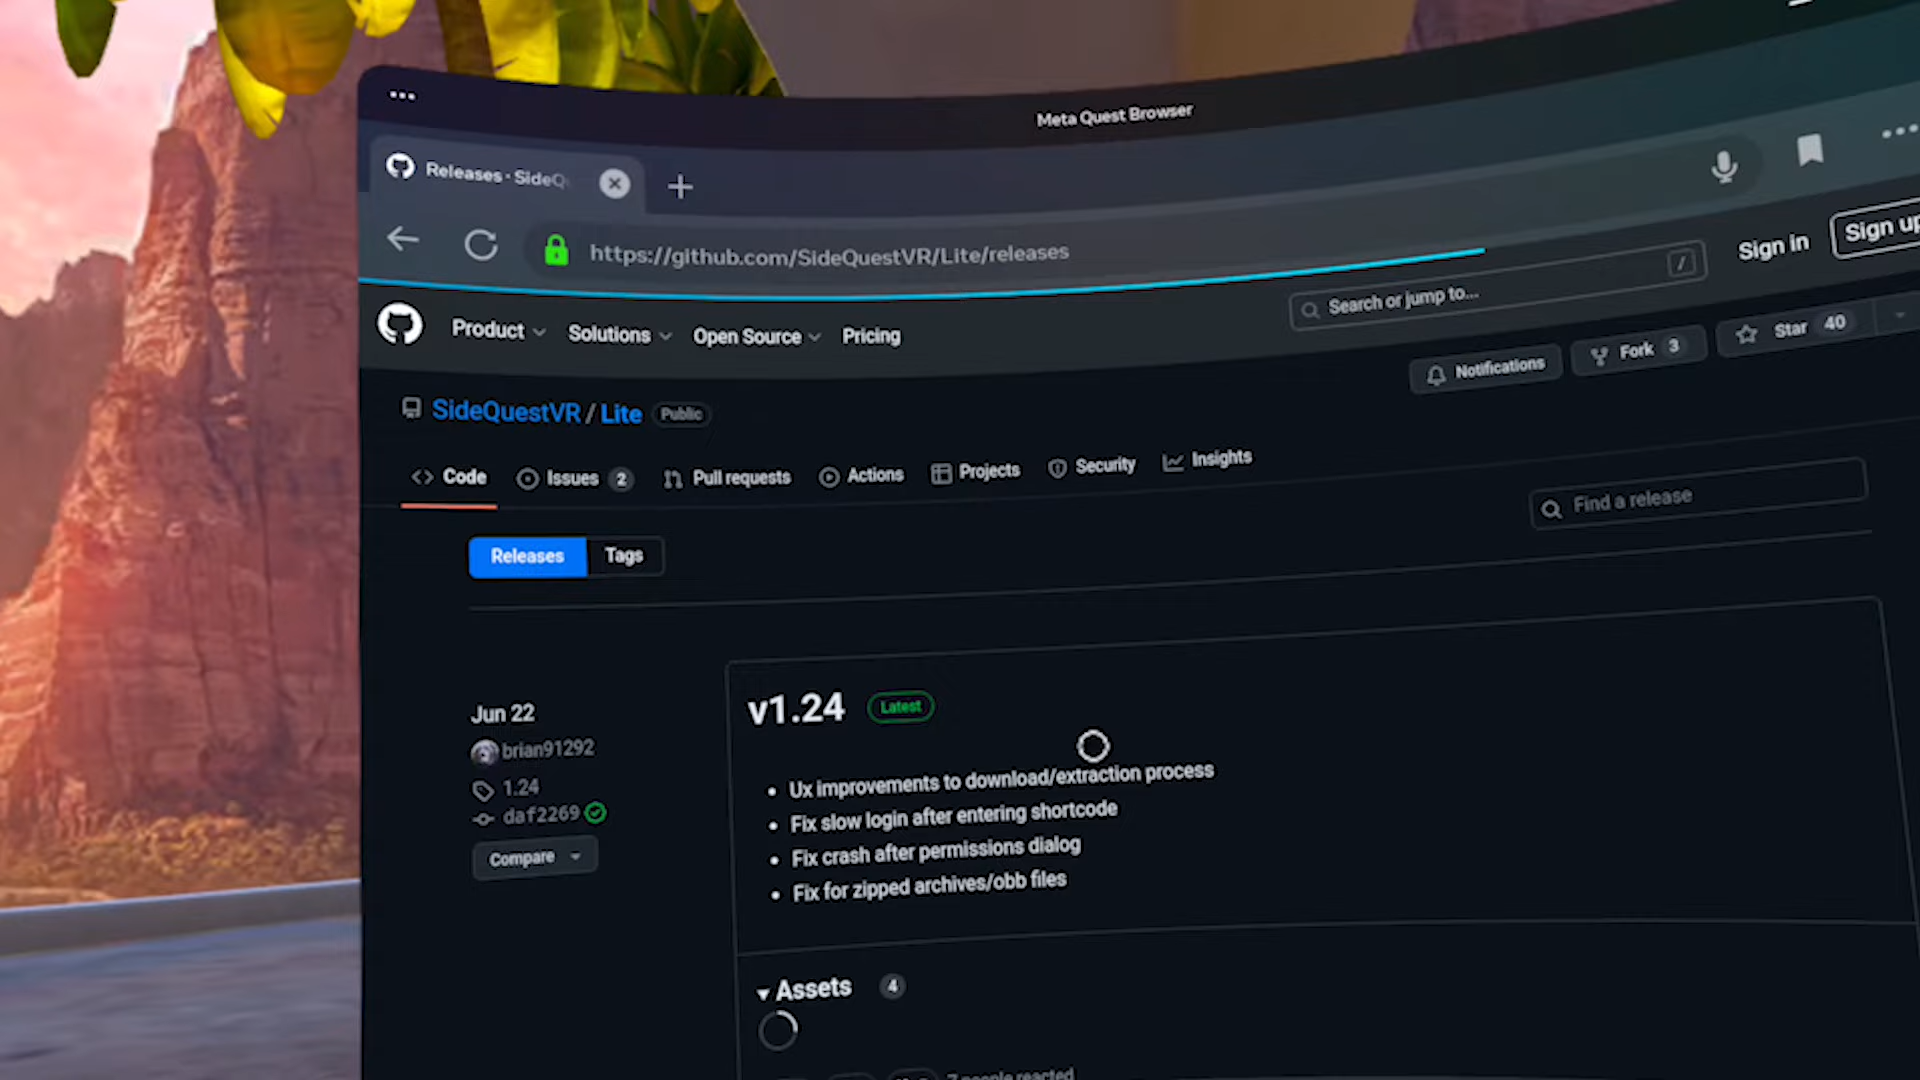 Meta Quest Browser
Releases · SideQ
https://github.com/SideQuestVR/Lite/releases
Sign in
Sign up
Product
Solutions
Open Source
Pricing
Search or jump to...
/
Notifications
Fork 3
Star 40
SideQuestVR / Lite Public
Code
Issues 2
Pull requests
Actions
Projects
Security
Insights
Find a release
Releases
Tags
Jun 22
brian91292
1.24
daf2269
Compare
v1.24 Latest
• Ux improvements to download/extraction process
• Fix slow login after entering shortcode
• Fix crash after permissions dialog
• Fix for zipped archives/obb files
Assets 4
7 people reacted